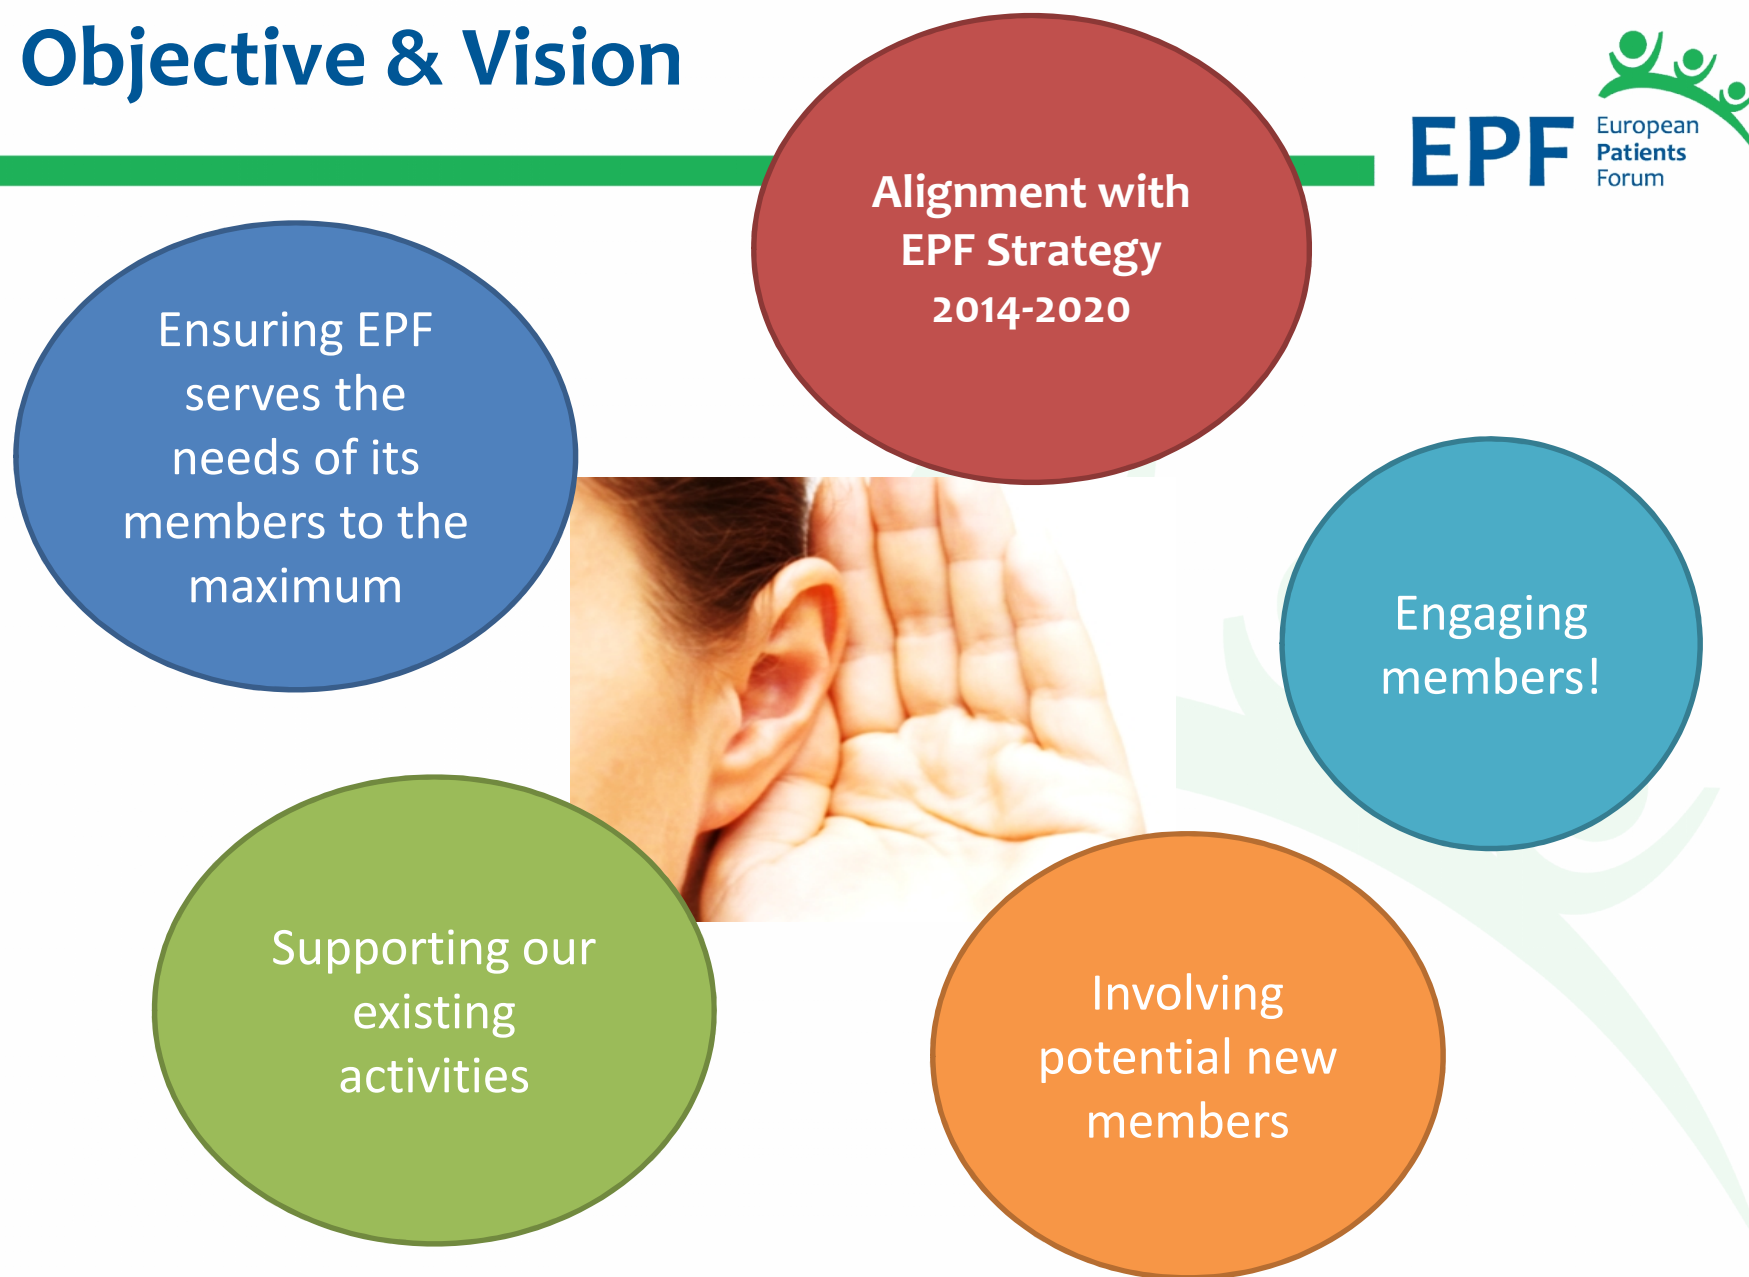 Objective & Vision
EPF
European
Patients
Forum
Alignment with
EPF Strategy
2014-2020
Ensuring EPF
serves the
needs of its
members to the
maximum
Engaging
members!
Supporting our
existing
activities
Involving
potential new
members